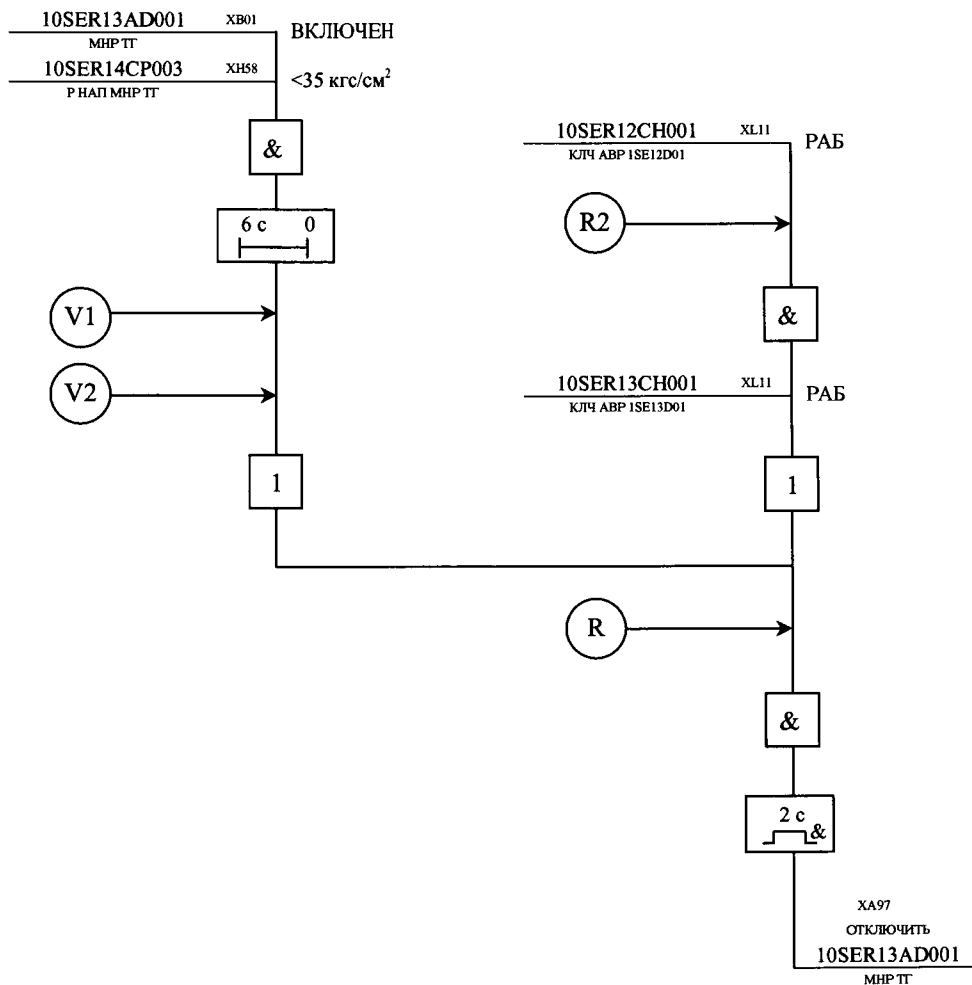 10SER13AD001 XB01 ВКЛЮЧЕН
МНР ТГ
10SER14CP003 XH58 <35 кгс/см²
Р НАП МНР ТГ
&
6 с 0
V1
V2
1
10SER12CH001 XL11 РАБ
КЛЧ АВР 1SE12D01
R2
&
10SER13CH001 XL11 РАБ
КЛЧ АВР 1SE13D01
1
R
&
2 с
&
XA97
ОТКЛЮЧИТЬ
10SER13AD001
МНР ТГ